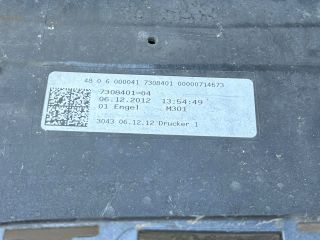 48 0 6 000041 7308401 00000714573
7308401-04
06.12.2012 13:54:49
01 Engel M301
3043 06.12.12 Drucker 1